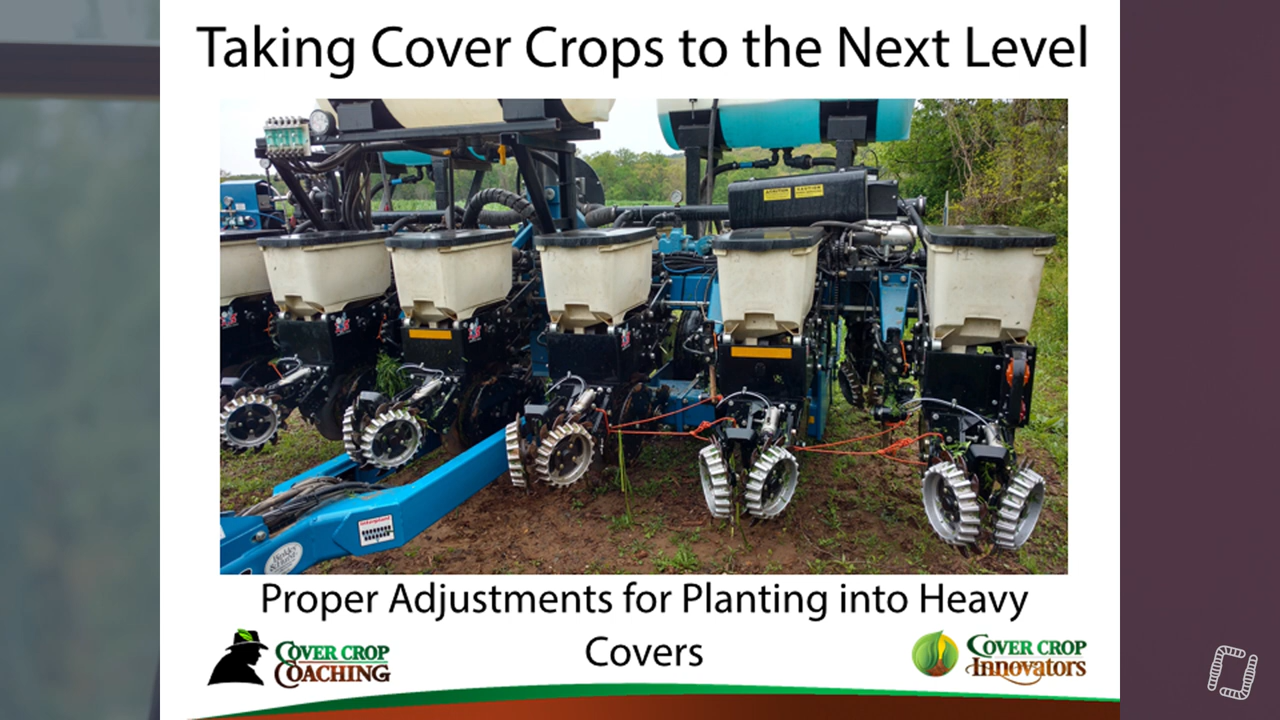 Taking Cover Crops to the Next Level
CAUTION
Proper Adjustments for Planting into Heavy
Covers
COVER CROP
COACHING
COVER CROP
Innovators